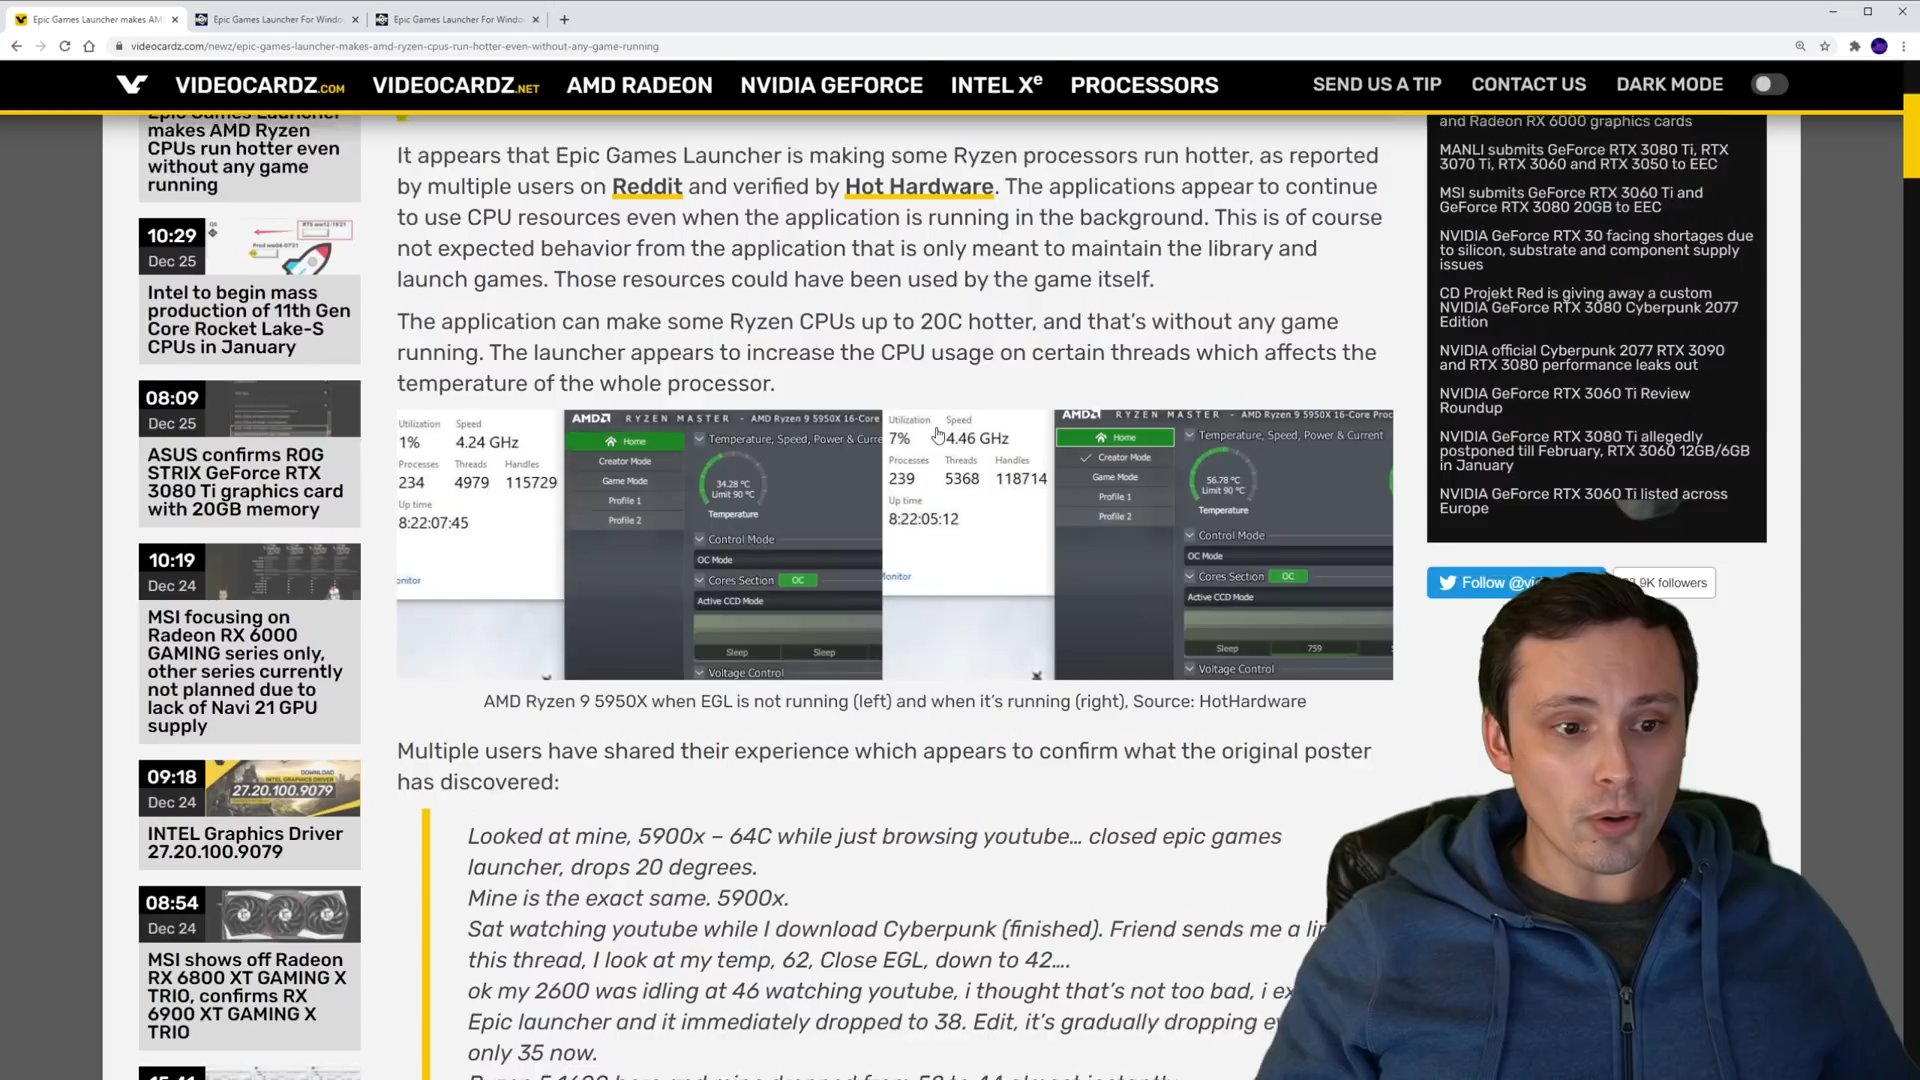 Epic Games Launcher makes AM
Epic Games Launcher For Windo
Epic Games Launcher For Windo
videocardz.com/newz/epic-games-launcher-makes-amd-ryzen-cpus-run-hotter-even-without-any-game-running
VIDEOCARDZ.COM
VIDEOCARDZ.NET
AMD RADEON
NVIDIA GEFORCE
INTEL Xe
PROCESSORS
SEND US A TIP
CONTACT US
DARK MODE
Epic Games Launcher
makes AMD Ryzen
CPUs run hotter even
without any game
running
10:29
Dec 25
Intel to begin mass
production of 11th Gen
Core Rocket Lake-S
CPUs in January
08:09
Dec 25
ASUS confirms ROG
STRIX GeForce RTX
3080 Ti graphics card
with 20GB memory
10:19
Dec 24
MSI focusing on
Radeon RX 6000
GAMING series only,
other series currently
not planned due to
lack of Navi 21 GPU
supply
09:18
Dec 24
DOWNLOAD
INTEL GRAPHICS DRIVER
27.20.100.9079
INTEL Graphics Driver
27.20.100.9079
08:54
Dec 24
MSI shows off Radeon
RX 6800 XT GAMING X
TRIO, confirms RX
6900 XT GAMING X
TRIO
It appears that Epic Games Launcher is making some Ryzen processors run hotter, as reported
by multiple users on Reddit and verified by Hot Hardware. The applications appear to continue
to use CPU resources even when the application is running in the background. This is of course
not expected behavior from the application that is only meant to maintain the library and
launch games. Those resources could have been used by the game itself.
The application can make some Ryzen CPUs up to 20C hotter, and that's without any game
running. The launcher appears to increase the CPU usage on certain threads which affects the
temperature of the whole processor.
Utilization Speed
1% 4.24 GHz
Processes Threads Handles
234 4979 115729
Up time
8:22:07:45
onitor
AMD RYZEN MASTER - AMD Ryzen 9 5950X 16-Core
Home
Creator Mode
Game Mode
Profile 1
Profile 2
Temperature, Speed, Power & Curre
34.28 °C
Limit 90 °C
Temperature
Control Mode
OC Mode
Cores Section OC
Active CCD Mode
Sleep Sleep
Voltage Control
Utilization Speed
7% 4.46 GHz
Processes Threads Handles
239 5368 118714
Up time
8:22:05:12
Monitor
AMD RYZEN MASTER - AMD Ryzen 9 5950X 16-Core Proc
Home
Creator Mode
Game Mode
Profile 1
Profile 2
Temperature, Speed, Power & Current
56.78 °C
Limit 90 °C
Temperature
Control Mode
OC Mode
Cores Section OC
Active CCD Mode
Sleep 759
Voltage Control
AMD Ryzen 9 5950X when EGL is not running (left) and when it's running (right), Source: HotHardware
Multiple users have shared their experience which appears to confirm what the original poster
has discovered:
Looked at mine, 5900x – 64C while just browsing youtube… closed epic games
launcher, drops 20 degrees.
Mine is the exact same. 5900x.
Sat watching youtube while I download Cyberpunk (finished). Friend sends me a lin
this thread, I look at my temp, 62, Close EGL, down to 42….
ok my 2600 was idling at 46 watching youtube, i thought that's not too bad, i ex
Epic launcher and it immediately dropped to 38. Edit, it's gradually dropping ev
only 35 now.
and Radeon RX 6000 graphics cards
MANLI submits GeForce RTX 3080 Ti, RTX
3070 Ti, RTX 3060 and RTX 3050 to EEC
MSI submits GeForce RTX 3060 Ti and
GeForce RTX 3080 20GB to EEC
NVIDIA GeForce RTX 30 facing shortages due
to silicon, substrate and component supply
issues
CD Projekt Red is giving away a custom
NVIDIA GeForce RTX 3080 Cyberpunk 2077
Edition
NVIDIA official Cyberpunk 2077 RTX 3090
and RTX 3080 performance leaks out
NVIDIA GeForce RTX 3060 Ti Review
Roundup
NVIDIA GeForce RTX 3080 Ti allegedly
postponed till February, RTX 3060 12GB/6GB
in January
NVIDIA GeForce RTX 3060 Ti listed across
Europe
Follow @vi
9K followers